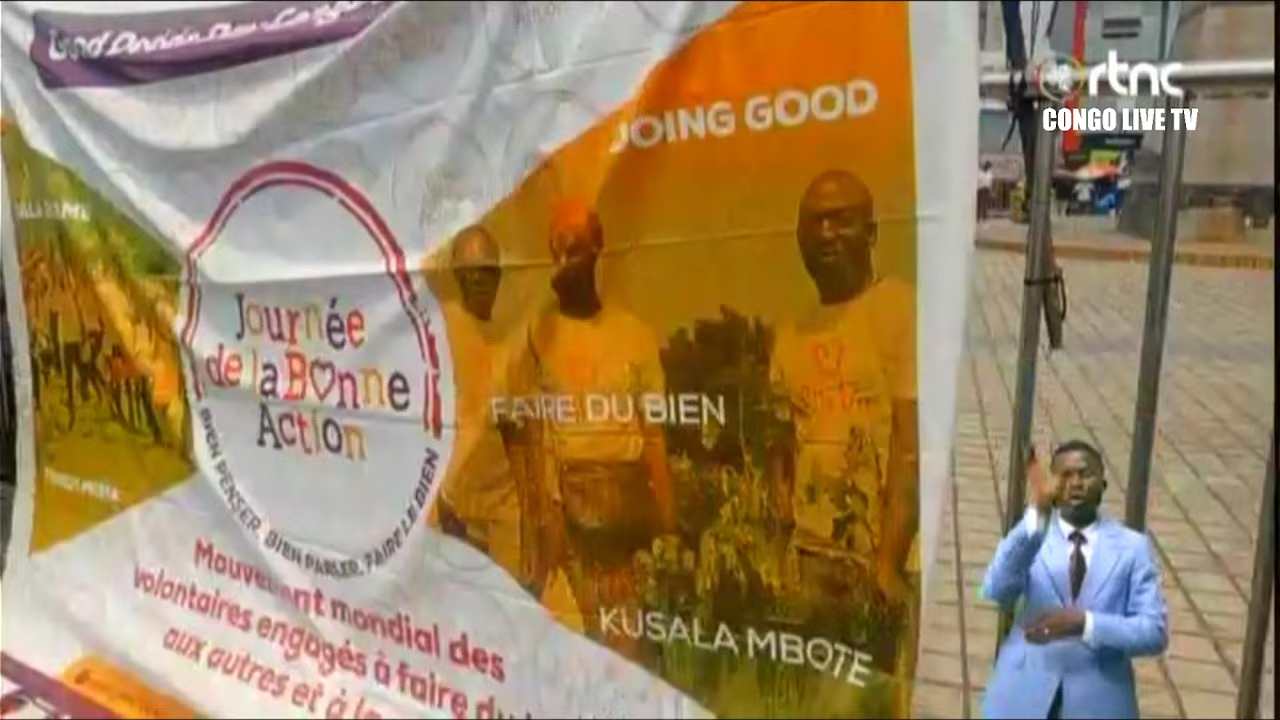 rtnc
CONGO LIVE TV
JOING GOOD
Journée
de la Bonne
Action
BIEN PENSER, BIEN PARLER, FAIRE LE BIEN
FAIRE DU BIEN
KUSALA MBOTE
Mouvement mondial des
volontaires engagés à faire du
aux autres et à